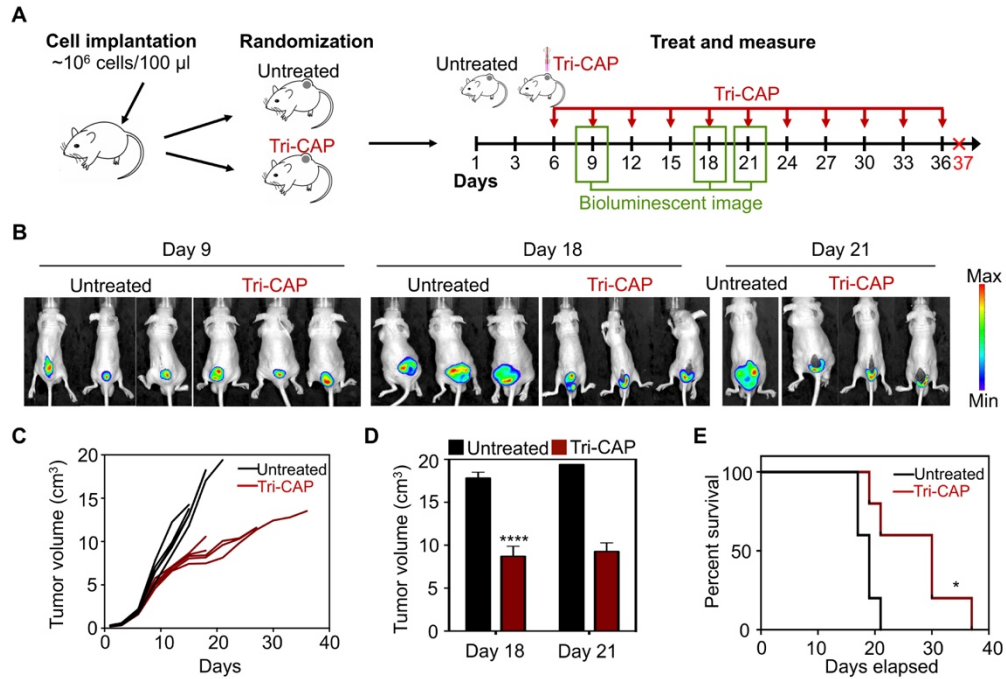 A
Cell implantation
~10⁶ cells/100 µl
Randomization
Untreated
Tri-CAP
Treat and measure
Untreated
Tri-CAP
Tri-CAP
1 3 6 9 12 15 18 21 24 27 30 33 36 37
Days
Bioluminescent image
B
Day 9 Day 18 Day 21
Untreated Tri-CAP Untreated Tri-CAP Untreated Tri-CAP
Max
Min
C
Tumor volume (cm³)
20
15
10
5
0
Untreated
Tri-CAP
0 10 20 30 40
Days
D
Untreated Tri-CAP
Tumor volume (cm³)
20
15
10
5
0
****
Day 18 Day 21
E
Percent survival
100
50
0
Untreated
Tri-CAP
*
0 10 20 30 40
Days elapsed